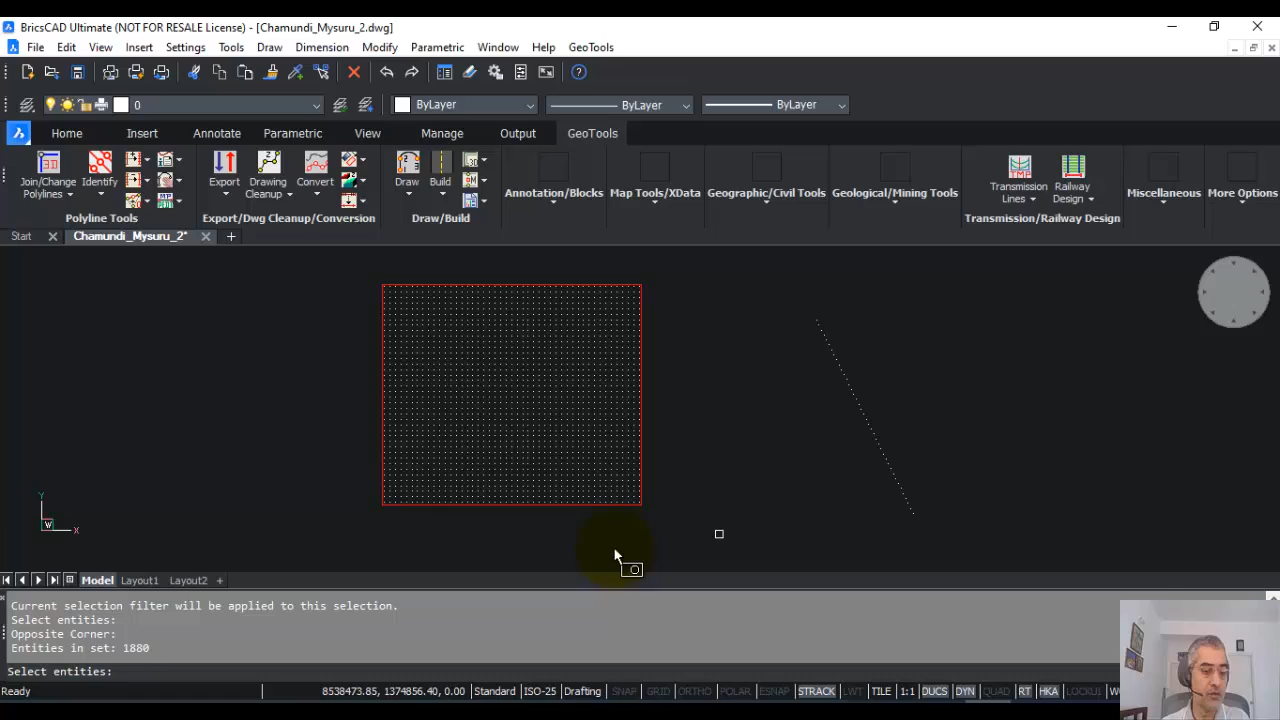 BricsCAD Ultimate (NOT FOR RESALE License) - [Chamundi_Mysuru_2.dwg]
File Edit View Insert Settings Tools Draw Dimension Modify Parametric Window Help GeoTools
0 ByLayer ByLayer ByLayer
Home Insert Annotate Parametric View Manage Output GeoTools
Join/Change Polylines Identify Export Drawing Cleanup Convert Draw Build Annotation/Blocks Map Tools/XData Geographic/Civil Tools Geological/Mining Tools Transmission Lines Railway Design Miscellaneous More Options
Polyline Tools Export/Dwg Cleanup/Conversion Draw/Build Transmission/Railway Design
Start Chamundi_Mysuru_2*
Y
W X
Model Layout1 Layout2
Current selection filter will be applied to this selection.
Select entities:
Opposite Corner:
Entities in set: 1880
Select entities:
Ready 8538473.85, 1374856.40, 0.00 Standard ISO-25 Drafting SNAP GRID ORTHO POLAR ESNAP STRACK LWT TILE 1:1 DUCS DYN QUAD RT HKA LOCKUI